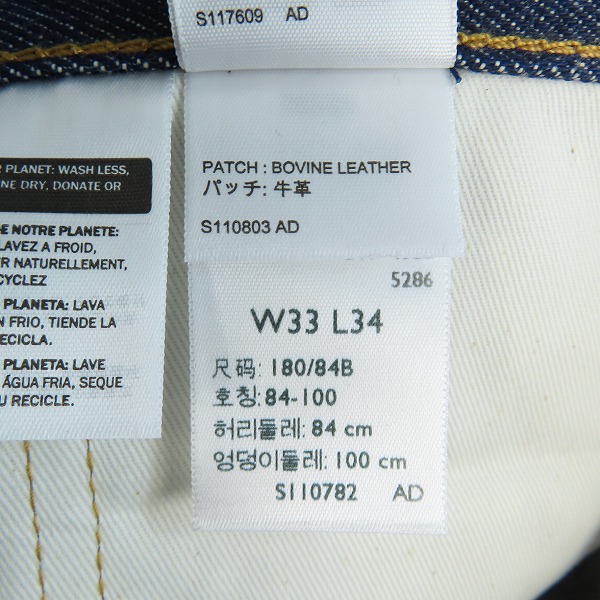 S117609 AD
PLANET: WASH LESS,
DRY, DONATE OR
NOTRE PLANETE:
LAVEZ A FROID,
NATURELLEMENT,
PLANETA: LAVA
FRIO, TIENDE LA
RECICLA.
PLANETA: LAVE
ÁGUA FRIA, SEQUE
RECICLE.
PATCH : BOVINE LEATHER
パッチ: 牛革
S110803 AD
5286
W33 L34
尺码: 180/84B
호칭: 84-100
허리둘레: 84 cm
엉덩이둘레: 100 cm
S110782 AD